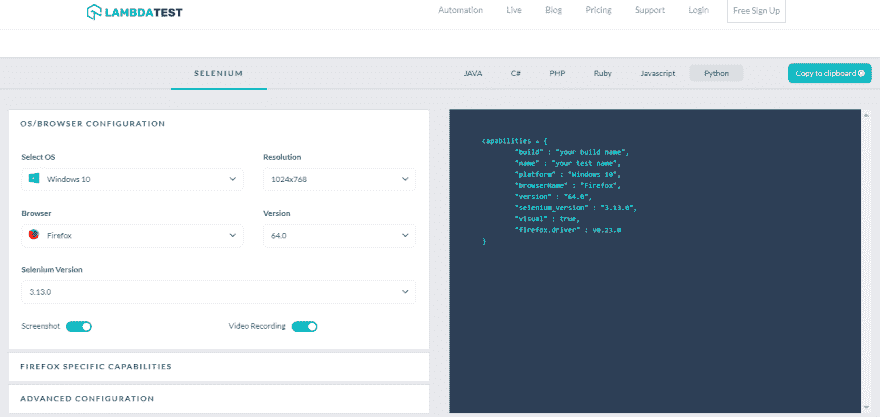 LAMBDATEST
Automation Live Blog Pricing Support Login Free Sign Up
SELENIUM
JAVA C# PHP Ruby Javascript Python
Copy to clipboard
OS/BROWSER CONFIGURATION
Select OS Resolution
Windows 10 1024x768
Browser Version
Firefox 64.0
Selenium Version
3.13.0
Screenshot Video Recording
FIREFOX SPECIFIC CAPABILITIES
ADVANCED CONFIGURATION
capabilities = {
"build" : "your build name",
"name" : "your test name",
"platform" : "Windows 10",
"browserName" : "Firefox",
"version" : "64.0",
"selenium_version" : "3.13.0",
"visual" : true,
"firefox.driver" :
}